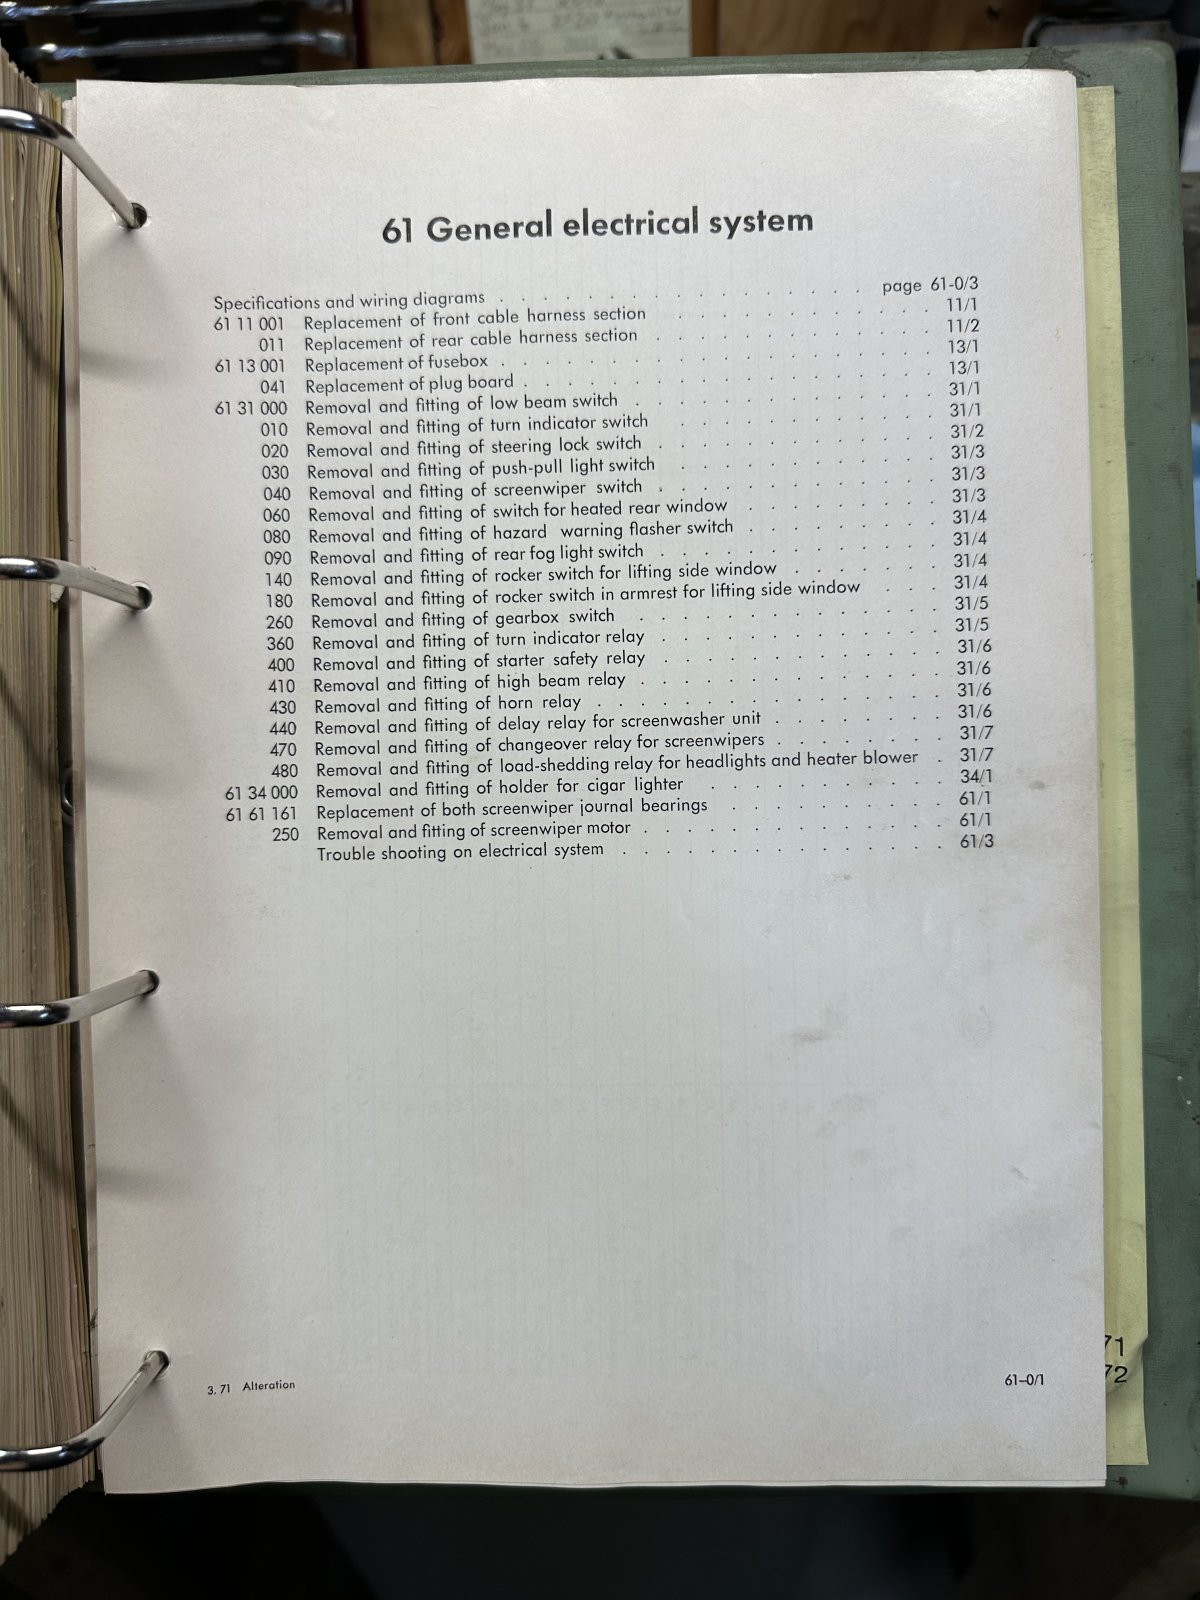 61 General electrical system
Specifications and wiring diagrams . . . . . . . . . . . . . . page 61-0/3
61 11 001 Replacement of front cable harness section . . . . . . . . . . 11/1
011 Replacement of rear cable harness section . . . . . . . . . . . 11/2
61 13 001 Replacement of fusebox . . . . . . . . . . . . . . . . 13/1
041 Replacement of plug board . . . . . . . . . . . . . . . 13/1
61 31 000 Removal and fitting of low beam switch . . . . . . . . . . . 31/1
010 Removal and fitting of turn indicator switch . . . . . . . . . . 31/1
020 Removal and fitting of steering lock switch . . . . . . . . . . . 31/2
030 Removal and fitting of push-pull light switch . . . . . . . . . . 31/3
040 Removal and fitting of screenwiper switch . . . . . . . . . . . 31/3
060 Removal and fitting of switch for heated rear window . . . . . . . . 31/3
080 Removal and fitting of hazard warning flasher switch . . . . . . . . 31/4
090 Removal and fitting of rear fog light switch . . . . . . . . . . . 31/4
140 Removal and fitting of rocker switch for lifting side window . . . . . . 31/4
180 Removal and fitting of rocker switch in armrest for lifting side window . . . 31/4
260 Removal and fitting of gearbox switch . . . . . . . . . . . 31/5
360 Removal and fitting of turn indicator relay . . . . . . . . . . . 31/5
400 Removal and fitting of starter safety relay . . . . . . . . . . . 31/6
410 Removal and fitting of high beam relay . . . . . . . . . . . . 31/6
430 Removal and fitting of horn relay . . . . . . . . . . . . . 31/6
440 Removal and fitting of delay relay for screenwasher unit . . . . . . . 31/6
470 Removal and fitting of changeover relay for screenwipers . . . . . . . 31/7
480 Removal and fitting of load-shedding relay for headlights and heater blower . 31/7
61 34 000 Removal and fitting of holder for cigar lighter . . . . . . . . . 34/1
61 61 161 Replacement of both screenwiper journal bearings . . . . . . . . 61/1
250 Removal and fitting of screenwiper motor . . . . . . . . . . . . 61/1
Trouble shooting on electrical system . . . . . . . . . . . . 61/3
71
72
3. 71 Alteration
61–0/1